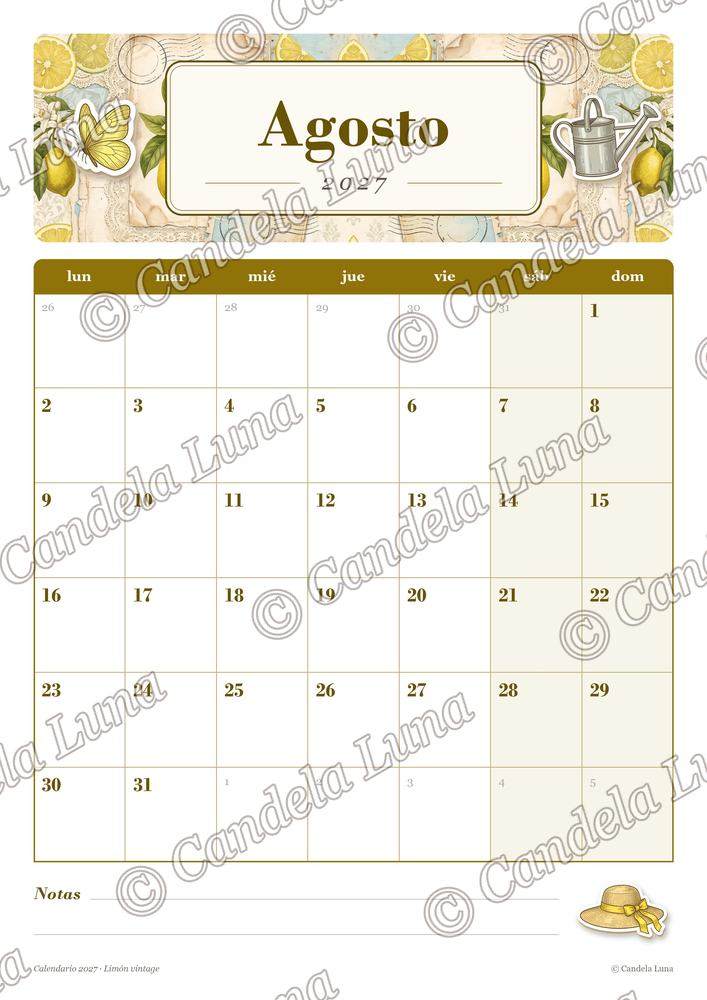 Agosto
2027
lun mar mié jue vie sáb dom
26 27 28 29 30 31 1
2 3 4 5 6 7 8
9 10 11 12 13 14 15
16 17 18 19 20 21 22
23 24 25 26 27 28 29
30 31 1 2 3 4 5
Notas
Calendario 2027 · Limón vintage
© Candela Luna
© Candela Luna